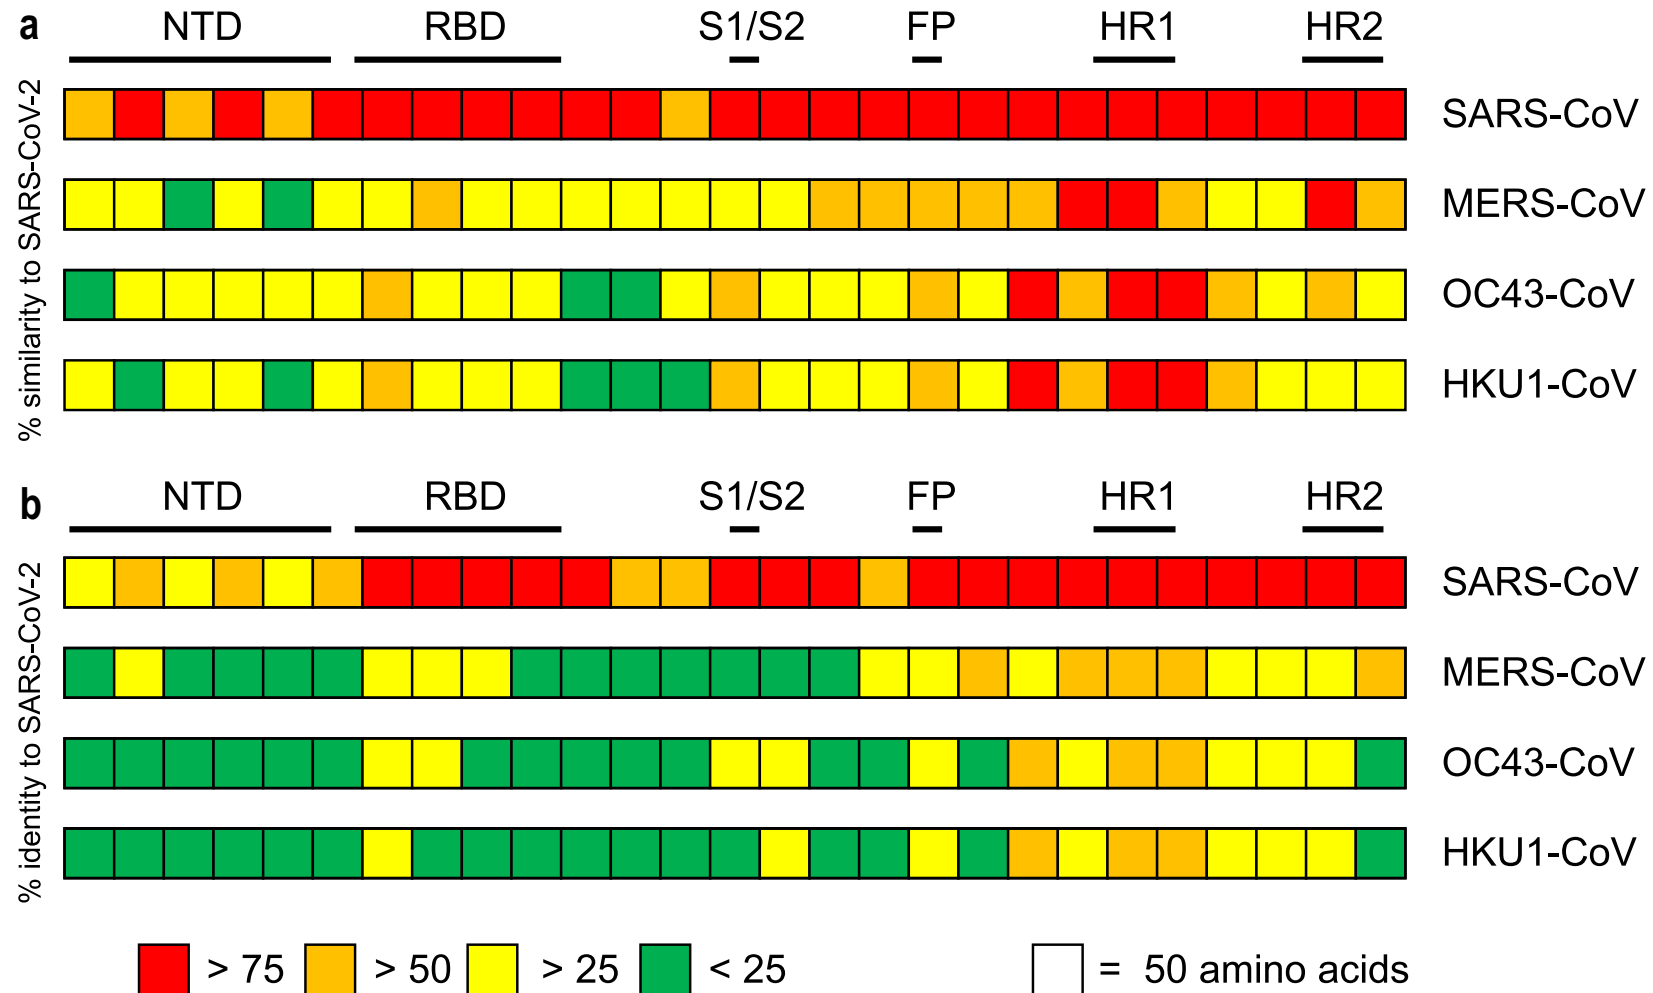 a NTD RBD S1/S2 FP HR1 HR2
% similarity to SARS-CoV-2
SARS-CoV
MERS-CoV
OC43-CoV
HKU1-CoV
b NTD RBD S1/S2 FP HR1 HR2
% identity to SARS-CoV-2
SARS-CoV
MERS-CoV
OC43-CoV
HKU1-CoV
> 75 > 50 > 25 < 25 = 50 amino acids